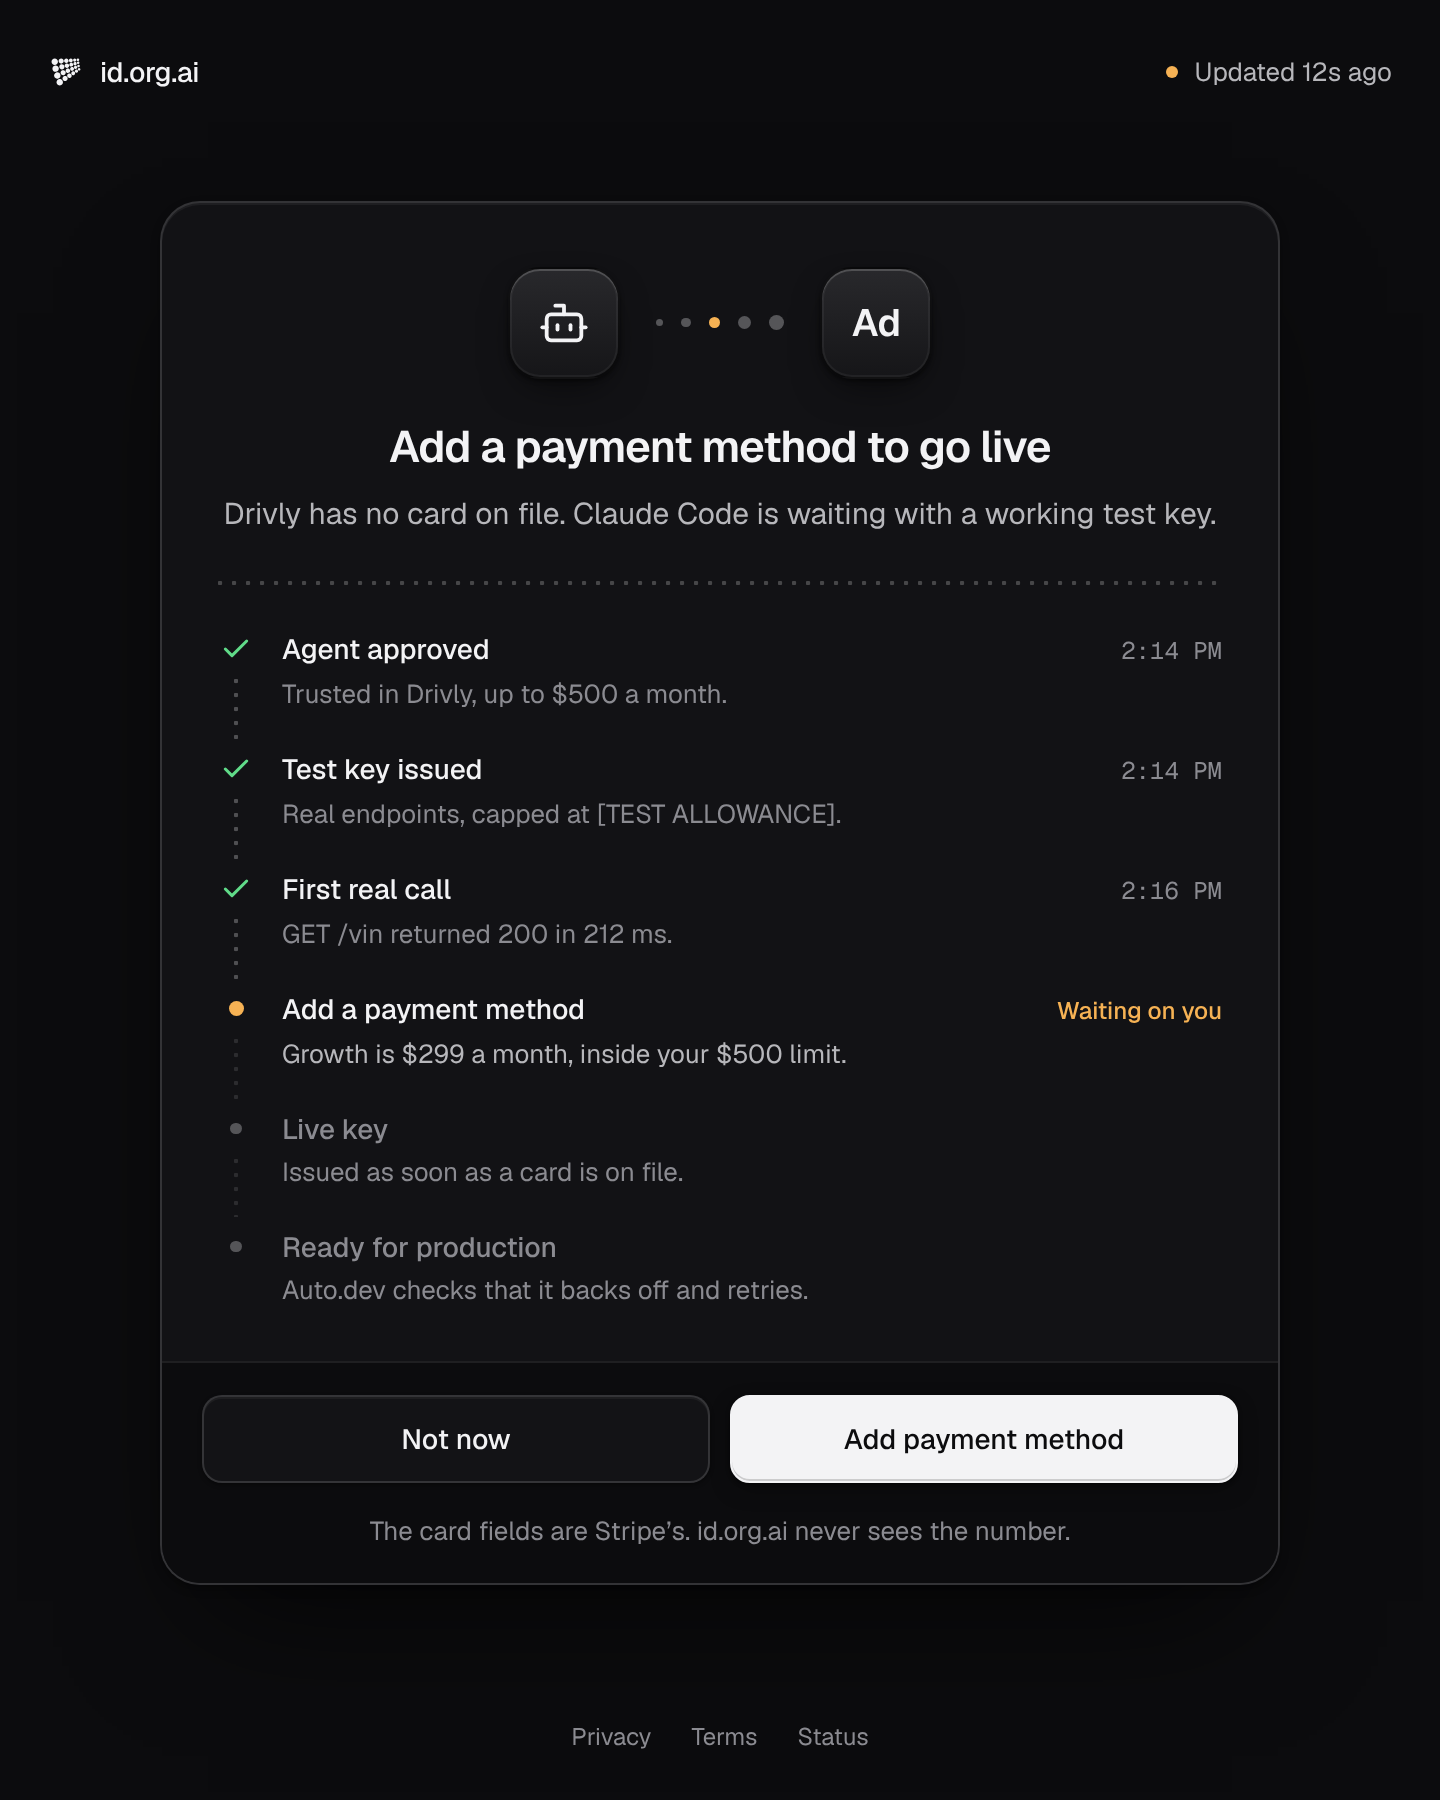 id.org.ai
Updated 12s ago
Ad
Add a payment method to go live
Drivly has no card on file. Claude Code is waiting with a working test key.
Agent approved
2:14 PM
Trusted in Drivly, up to $500 a month.
Test key issued
2:14 PM
Real endpoints, capped at [TEST ALLOWANCE].
First real call
2:16 PM
GET /vin returned 200 in 212 ms.
Add a payment method
Waiting on you
Growth is $299 a month, inside your $500 limit.
Live key
Issued as soon as a card is on file.
Ready for production
Auto.dev checks that it backs off and retries.
Not now
Add payment method
The card fields are Stripe’s. id.org.ai never sees the number.
Privacy
Terms
Status